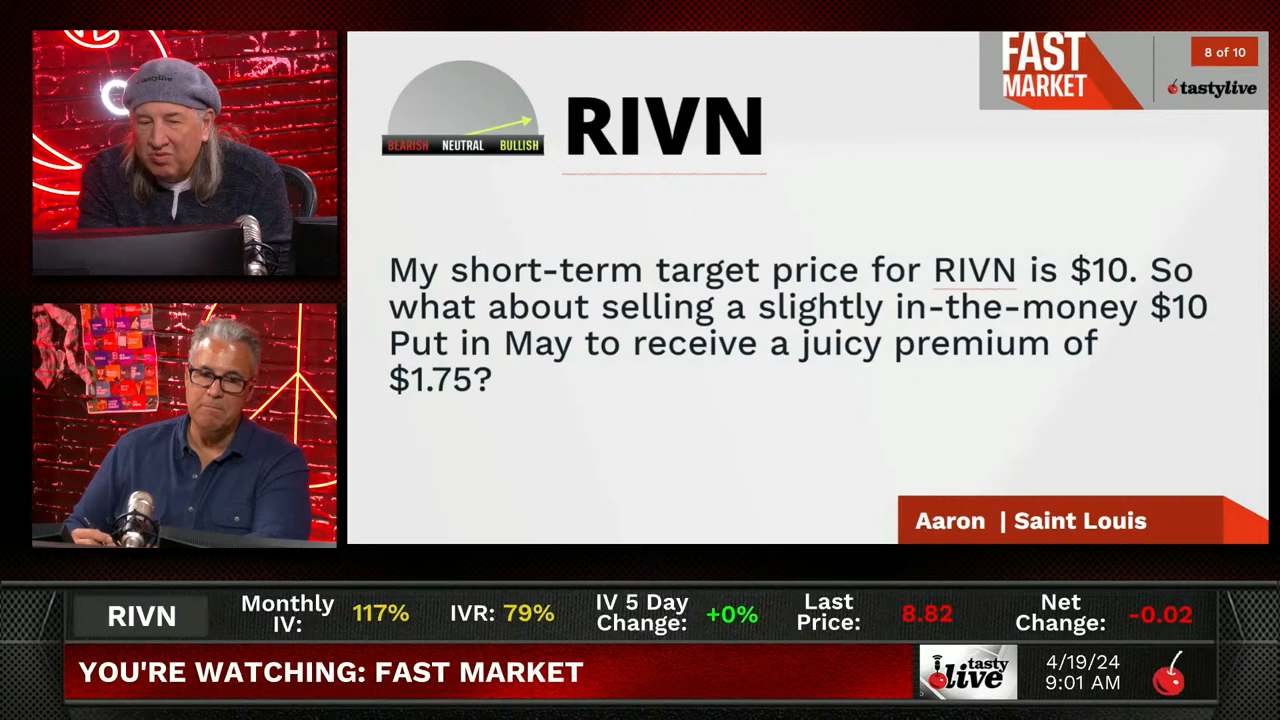 tastylive
FAST
MARKET
8 of 10
tastylive
BEARISH NEUTRAL BULLISH
RIVN
My short-term target price for RIVN is $10. So
what about selling a slightly in-the-money $10
Put in May to receive a juicy premium of
$1.75?
Aaron | Saint Louis
RIVN
Monthly
IV: 117%
IVR: 79%
IV 5 Day
Change: +0%
Last
Price: 8.82
Net
Change: -0.02
YOU'RE WATCHING: FAST MARKET
tasty
live
4/19/24
9:01 AM